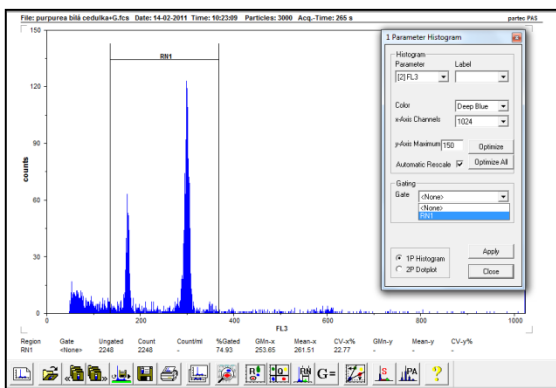 File: purpurea bílá cedulka+G.fcs Date: 14-02-2011 Time: 10:23:09 Particles: 3000 Acq.-Time: 265 s partec PAS
150
120
90
60
30
0
counts
RN1
0 200 400 600 800 1000
FL3
1 Parameter Histogram
Histogram
Parameter Label
[2] FL3
Color Deep Blue
x-Axis Channels 1024
y-Axis Maximum 150 Optimize
Automatic Rescale Optimize All
Gating
Gate <None>
<None>
RN1
1P Histogram Apply
2P Dotplot Close
Region Gate Ungated Count Count/ml %Gated GMn-x Mean-x CV-x% GMn-y Mean-y CV-y%
RN1 <None> 2248 2248 - 74.93 253.65 261.51 22.77 - - -
G=